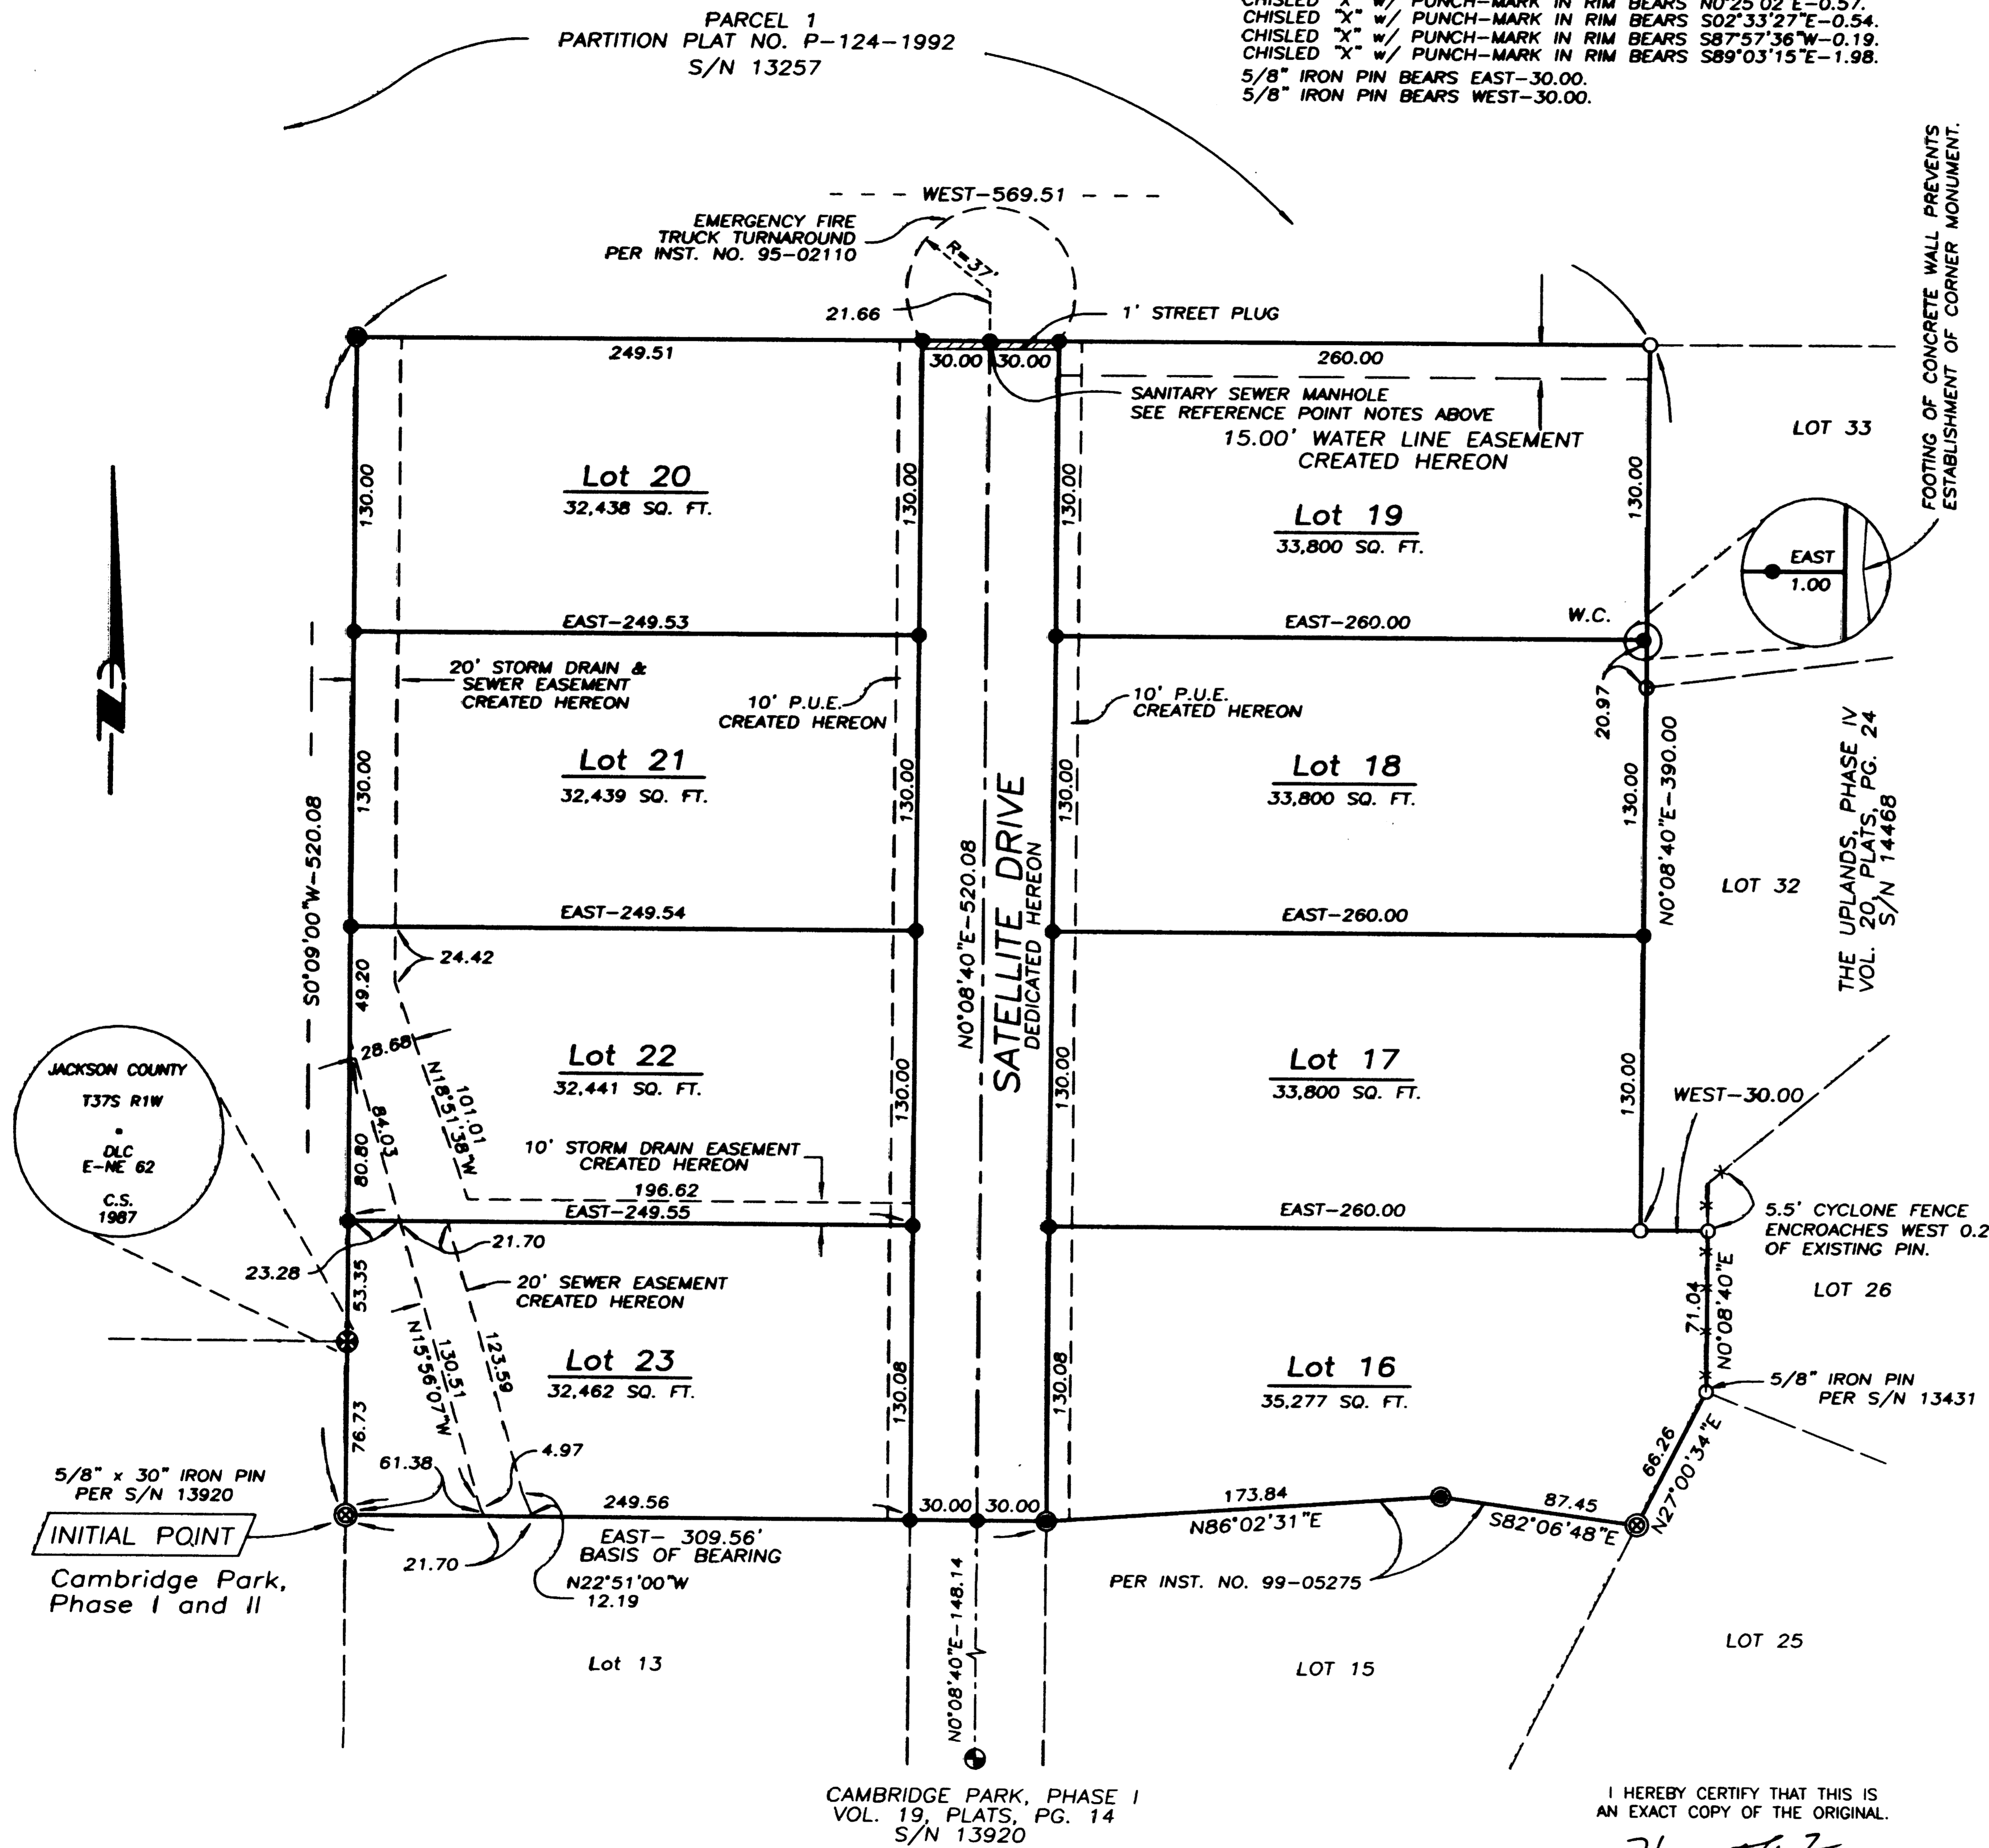 PARCEL 1
PARTITION PLAT NO. P-124-1992
S/N 13257
CHISLED "X" w/ PUNCH-MARK IN RIM BEARS N0°25'02"E-0.57.
CHISLED "X" w/ PUNCH-MARK IN RIM BEARS S02°33'27"E-0.54.
CHISLED "X" w/ PUNCH-MARK IN RIM BEARS S87°57'36"W-0.19.
CHISLED "X" w/ PUNCH-MARK IN RIM BEARS S89°03'15"E-1.98.
5/8" IRON PIN BEARS EAST-30.00.
5/8" IRON PIN BEARS WEST-30.00.
FOOTING OF CONCRETE WALL PREVENTS
ESTABLISHMENT OF CORNER MONUMENT.
WEST-569.51
EMERGENCY FIRE
TRUCK TURNAROUND
PER INST. NO. 95-02110
R=37'
21.66
1' STREET PLUG
249.51
30.00
30.00
260.00
SANITARY SEWER MANHOLE
SEE REFERENCE POINT NOTES ABOVE
15.00' WATER LINE EASEMENT
CREATED HEREON
LOT 33
130.00
Lot 20
32,438 SQ. FT.
130.00
130.00
Lot 19
33,800 SQ. FT.
130.00
EAST
1.00
W.C.
EAST-249.53
EAST-260.00
20' STORM DRAIN &
SEWER EASEMENT
CREATED HEREON
10' P.U.E.
CREATED HEREON
10' P.U.E.
CREATED HEREON
20.97
N
S0°09'00"W-520.08
130.00
Lot 21
32,439 SQ. FT.
130.00
N0°08'40"E-520.08
SATELLITE DRIVE
DEDICATED HEREON
130.00
Lot 18
33,800 SQ. FT.
130.00
N0°08'40"E-390.00
LOT 32
THE UPLANDS, PHASE IV
VOL. 20, PLATS, PG. 24
S/N 14468
EAST-249.54
EAST-260.00
24.42
49.20
28.68
JACKSON COUNTY
T37S R1W
DLC
E-NE 62
C.S.
1987
80.80
84.03
101.01
N18°51'38"W
Lot 22
32,441 SQ. FT.
130.00
130.00
Lot 17
33,800 SQ. FT.
130.00
WEST-30.00
10' STORM DRAIN EASEMENT
CREATED HEREON
196.62
EAST-249.55
EAST-260.00
5.5' CYCLONE FENCE
ENCROACHES WEST 0.2
OF EXISTING PIN.
23.28
21.70
53.35
20' SEWER EASEMENT
CREATED HEREON
LOT 26
71.04
N0°08'40"E
130.51
N15°56'07"W
123.59
Lot 23
32,462 SQ. FT.
130.08
130.08
Lot 16
35,277 SQ. FT.
5/8" IRON PIN
PER S/N 13431
76.73
61.38
4.97
66.26
N27°00'34"E
5/8" x 30" IRON PIN
PER S/N 13920
INITIAL POINT
Cambridge Park,
Phase I and II
249.56
EAST- 309.56'
BASIS OF BEARING
30.00
30.00
173.84
N86°02'31"E
87.45
S82°06'48"E
21.70
N22°51'00"W
12.19
PER INST. NO. 99-05275
N0°08'40"E-148.14
Lot 13
LOT 15
LOT 25
CAMBRIDGE PARK, PHASE I
VOL. 19, PLATS, PG. 14
S/N 13920
I HEREBY CERTIFY THAT THIS IS
AN EXACT COPY OF THE ORIGINAL.